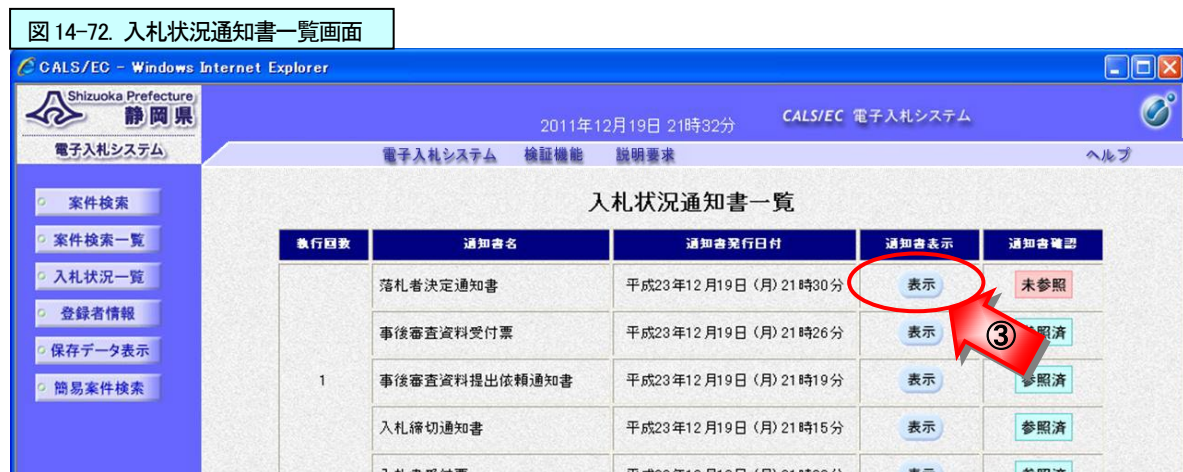 図 14-72. 入札状況通知書一覧画面
CALS/EC - Windows Internet Explorer
Shizuoka Prefecture
静岡県
電子入札システム
2011年12月19日 21時32分
CALS/EC 電子入札システム
電子入札システム 検証機能 説明要求 ヘルプ
案件検索
案件検索一覧
入札状況一覧
登録者情報
保存データ表示
簡易案件検索
入札状況通知書一覧
執行回数 通知書名 通知書発行日付 通知書表示 通知書確認
落札者決定通知書 平成23年12月19日 (月) 21時30分 表示 未参照
事後審査資料受付票 平成23年12月19日 (月) 21時26分 表示 参照済
③
1 事後審査資料提出依頼通知書 平成23年12月19日 (月) 21時19分 表示 参照済
入札締切通知書 平成23年12月19日 (月) 21時15分 表示 参照済